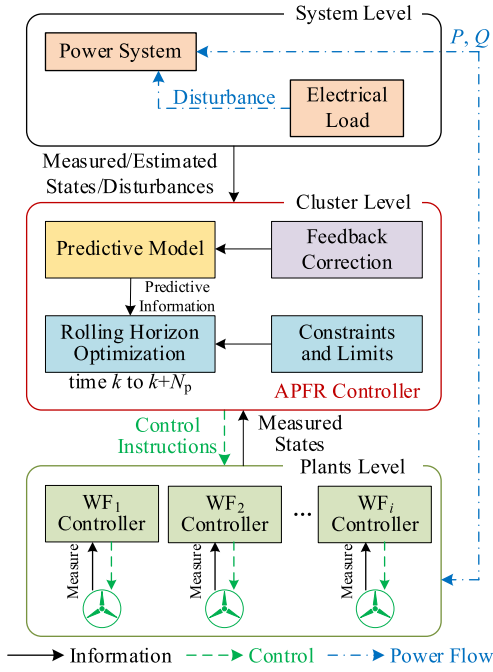 System Level
P, Q
Power System
Disturbance
Electrical
Load
Measured/Estimated
States/Disturbances
Cluster Level
Predictive Model
Feedback
Correction
Predictive
Information
Rolling Horizon
Optimization
Constraints
and Limits
time k to k+Np
APFR Controller
Control
Instructions
Measured
States
Plants Level
WF1
Controller
WF2
Controller
...
WFi
Controller
Measure
Measure
Measure
Information
Control
Power Flow